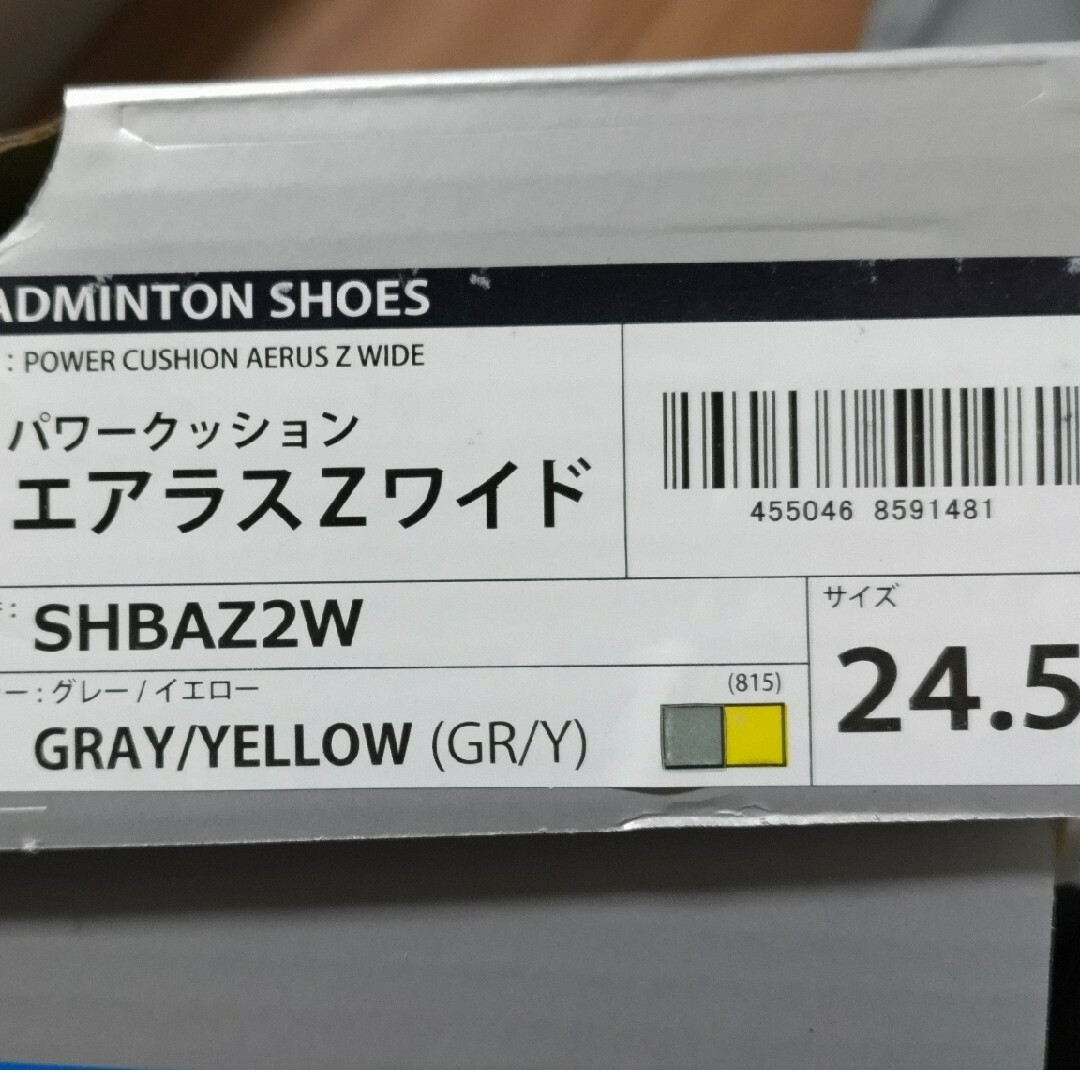 ADMINTON SHOES
: POWER CUSHION AERUS Z WIDE
パワークッション
エアラスZワイド
455046 8591481
: SHBAZ2W
サイズ
24.5
ー : グレー / イエロー
(815)
GRAY/YELLOW (GR/Y)